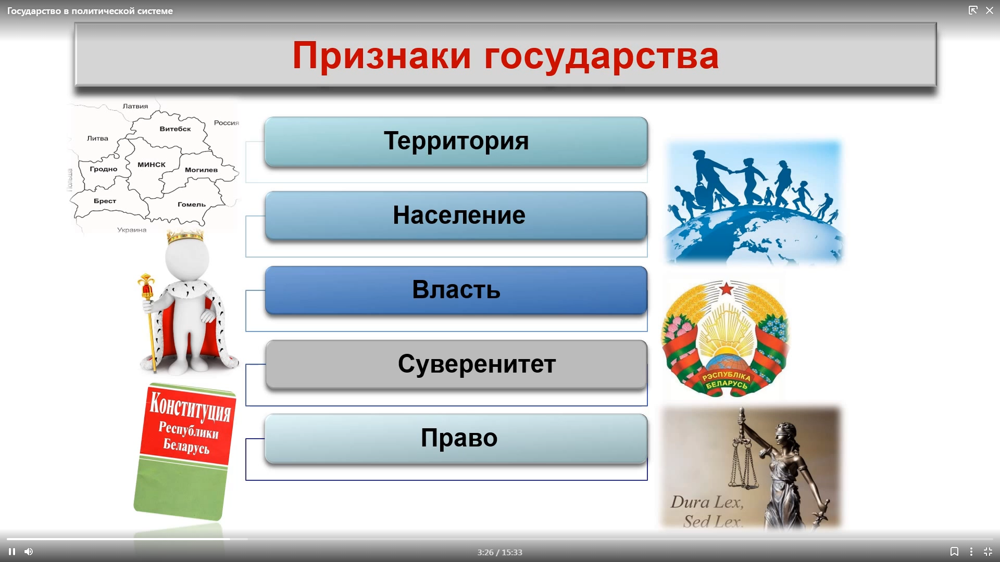 Государство в политической системе
Признаки государства
Латвия
Россия
Витебск
Литва
МИНСК
Гродно
Могилев
Польша
Брест
Гомель
Украина
Территория
Население
Власть
Суверенитет
Право
РЭСПУБЛІКА
БЕЛАРУСЬ
Конституция
Республики
Беларусь
Dura Lex,
Sed Lex.
3:26 / 15:33